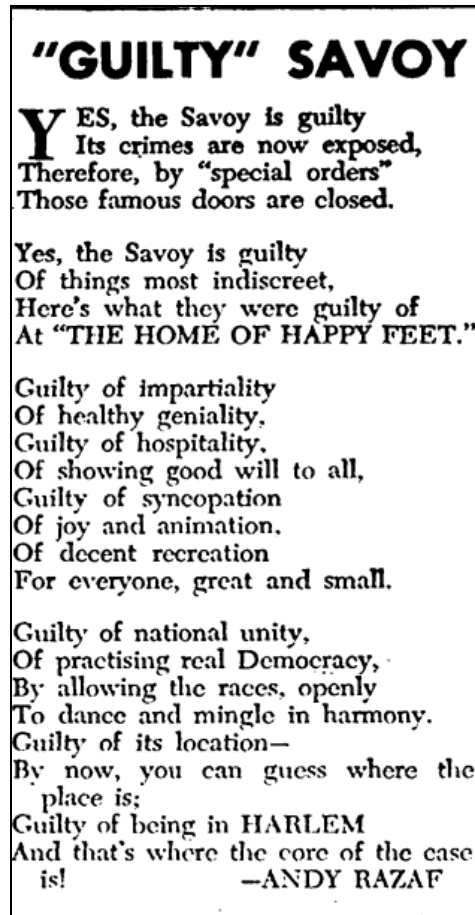 "GUILTY" SAVOY
YES, the Savoy is guilty
Its crimes are now exposed,
Therefore, by "special orders"
Those famous doors are closed.
Yes, the Savoy is guilty
Of things most indiscreet,
Here's what they were guilty of
At "THE HOME OF HAPPY FEET."
Guilty of impartiality
Of healthy geniality,
Guilty of hospitality,
Of showing good will to all,
Guilty of syncopation
Of joy and animation,
Of decent recreation
For everyone, great and small.
Guilty of national unity,
Of practising real Democracy,
By allowing the races, openly
To dance and mingle in harmony.
Guilty of its location—
By now, you can guess where the
place is;
Guilty of being in HARLEM
And that's where the core of the case
is! —ANDY RAZAF